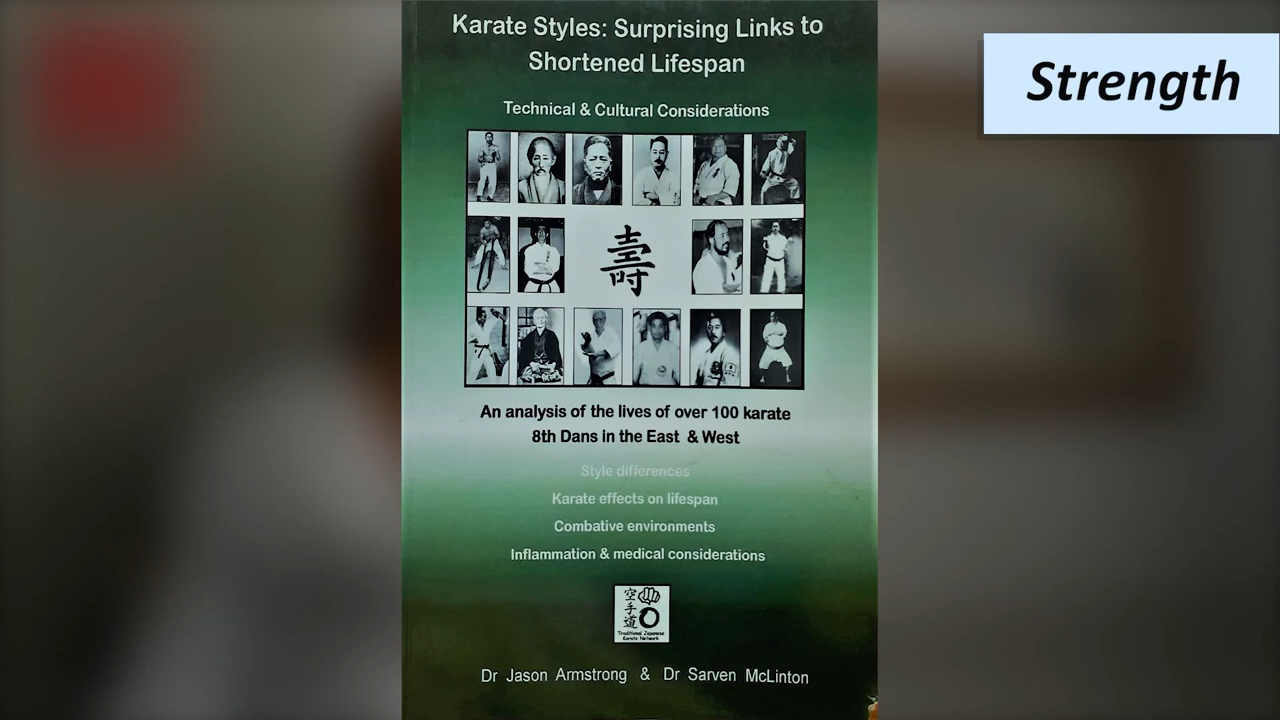 Karate Styles: Surprising Links to
Shortened Lifespan
Strength
Technical & Cultural Considerations
壽
An analysis of the lives of over 100 karate
8th Dans in the East & West
Style differences
Karate effects on lifespan
Combative environments
Inflammation & medical considerations
空
手
道
Traditional Japanese
Karate Network
Dr Jason Armstrong & Dr Sarven McLinton